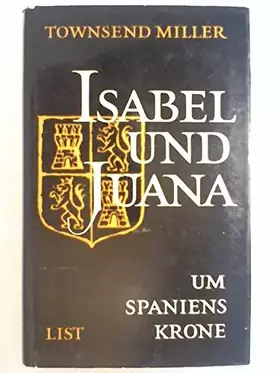 TOWNSEND MILLER
ISABEL
UND
JUANA
UM
SPANIENS
KRONE
LIST